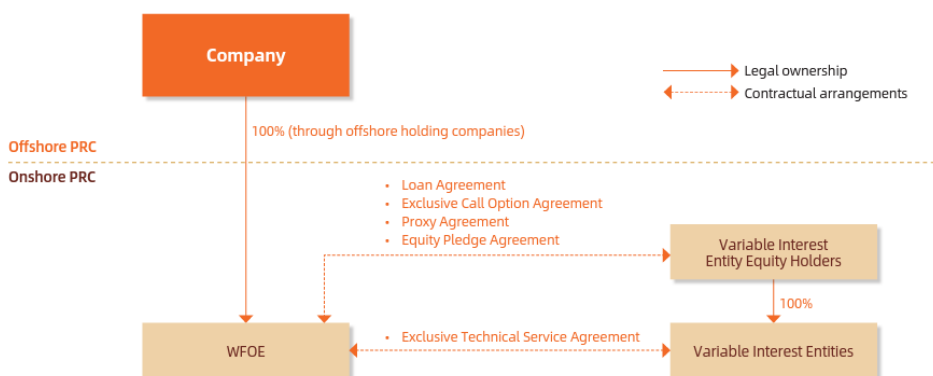 Company
Legal ownership
Contractual arrangements
100% (through offshore holding companies)
Offshore PRC
Onshore PRC
• Loan Agreement
• Exclusive Call Option Agreement
• Proxy Agreement
• Equity Pledge Agreement
Variable Interest
Entity Equity Holders
100%
WFOE
• Exclusive Technical Service Agreement
Variable Interest Entities